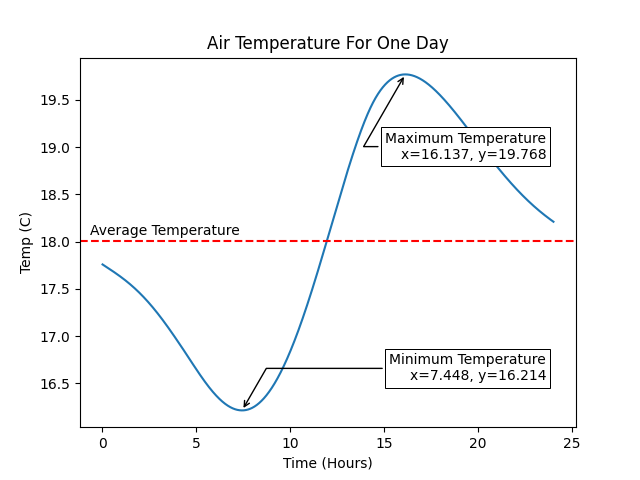 Air Temperature For One Day
Temp (C)
19.5
19.0
18.5
18.0
17.5
17.0
16.5
Maximum Temperature
x=16.137, y=19.768
Average Temperature
Minimum Temperature
x=7.448, y=16.214
0 5 10 15 20 25
Time (Hours)